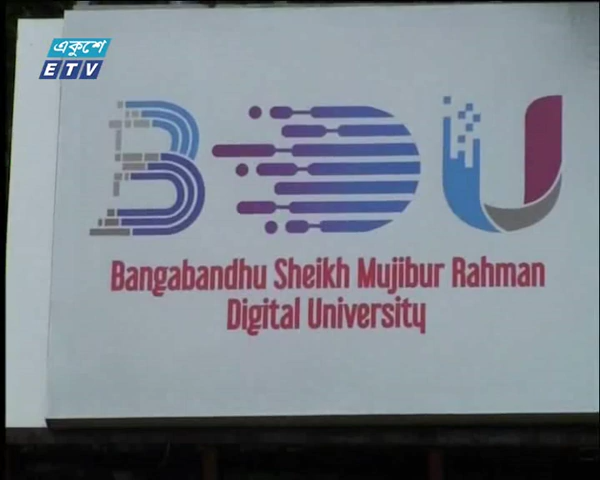 একুশে
ETV
BDU
Bangabandhu Sheikh Mujibur Rahman
Digital University